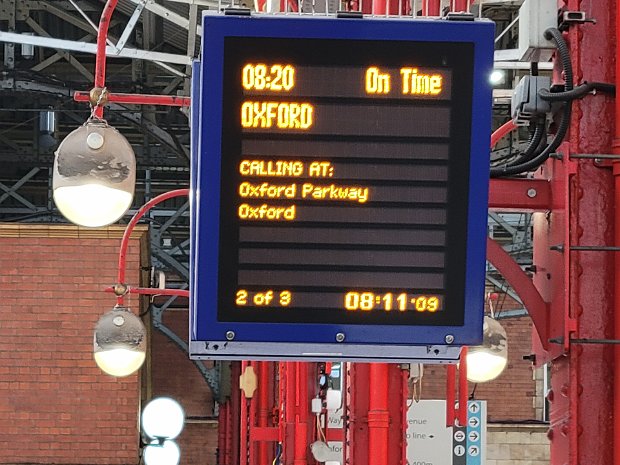 08:20 On Time
OXFORD
CALLING AT:
Oxford Parkway
Oxford
2 of 3 08:11:09